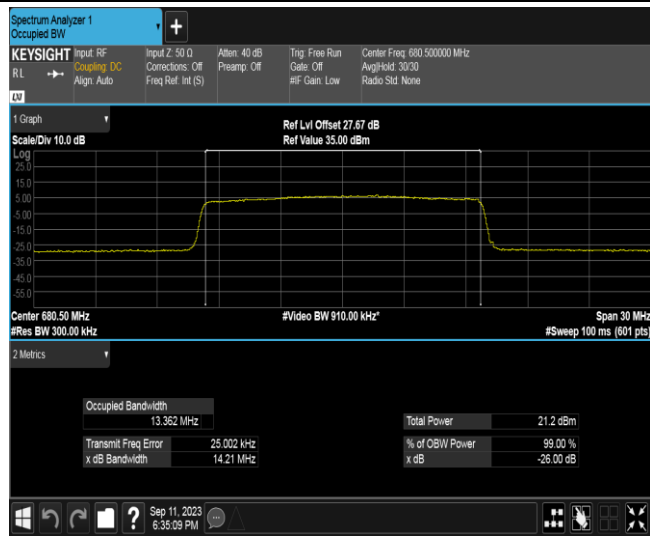 Spectrum Analyzer 1
Occupied BW
+
KEYSIGHT
RL
Input: RF
Coupling: DC
Align: Auto
Input Z: 50 Ω
Corrections: Off
Freq Ref: Int (S)
Atten: 40 dB
Preamp: Off
Trig: Free Run
Gate: Off
#IF Gain: Low
Center Freq: 680.500000 MHz
Avg|Hold: 30/30
Radio Std: None
1 Graph
Scale/Div 10.0 dB
Ref Lvl Offset 27.67 dB
Ref Value 35.00 dBm
Log
25.0
15.0
5.00
-5.00
-15.0
-25.0
-35.0
-45.0
-55.0
Center 680.50 MHz
#Res BW 300.00 kHz
#Video BW 910.00 kHz*
Span 30 MHz
#Sweep 100 ms (601 pts)
2 Metrics
Occupied Bandwidth
13.362 MHz
Transmit Freq Error 25.002 kHz
x dB Bandwidth 14.21 MHz
Total Power 21.2 dBm
% of OBW Power 99.00 %
x dB -26.00 dB
?
Sep 11, 2023
6:35:09 PM